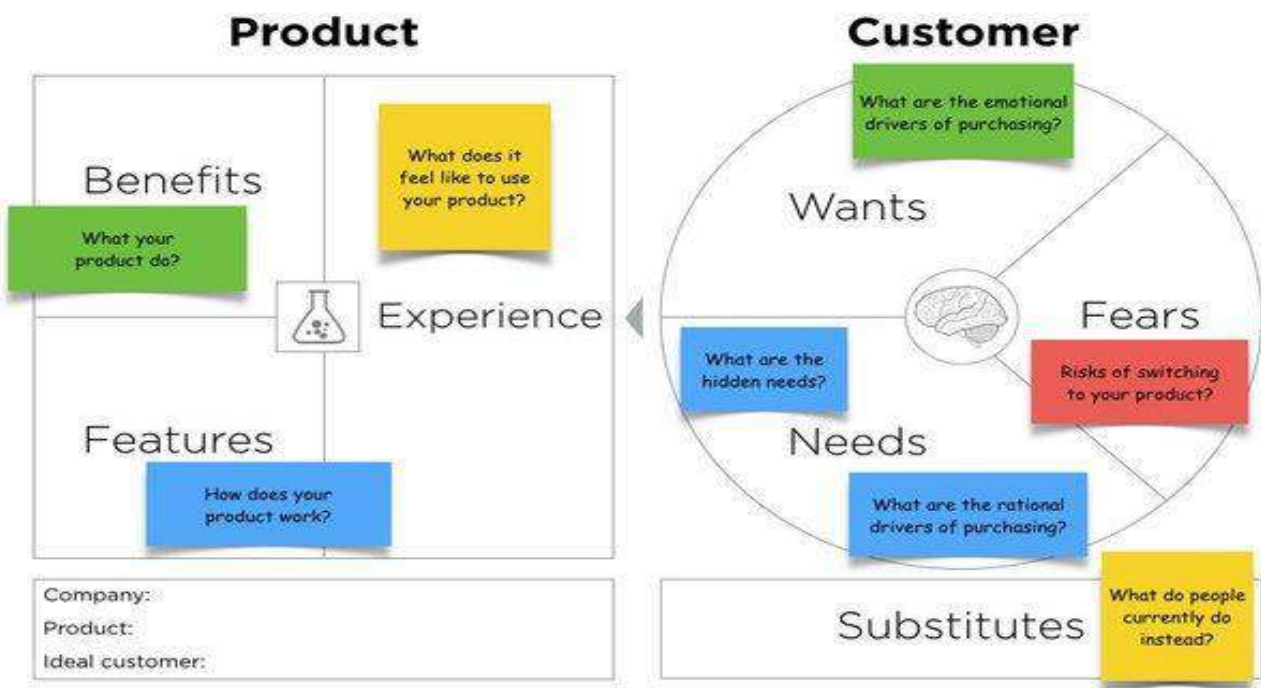 Product
Benefits
What your
product do?
What does it
feel like to use
your product?
Experience
Features
How does your
product work?
Company:
Product:
Ideal customer:
Customer
What are the emotional
drivers of purchasing?
Wants
Fears
Risks of switching
to your product?
What are the
hidden needs?
Needs
What are the rational
drivers of purchasing?
Substitutes
What do people
currently do
instead?